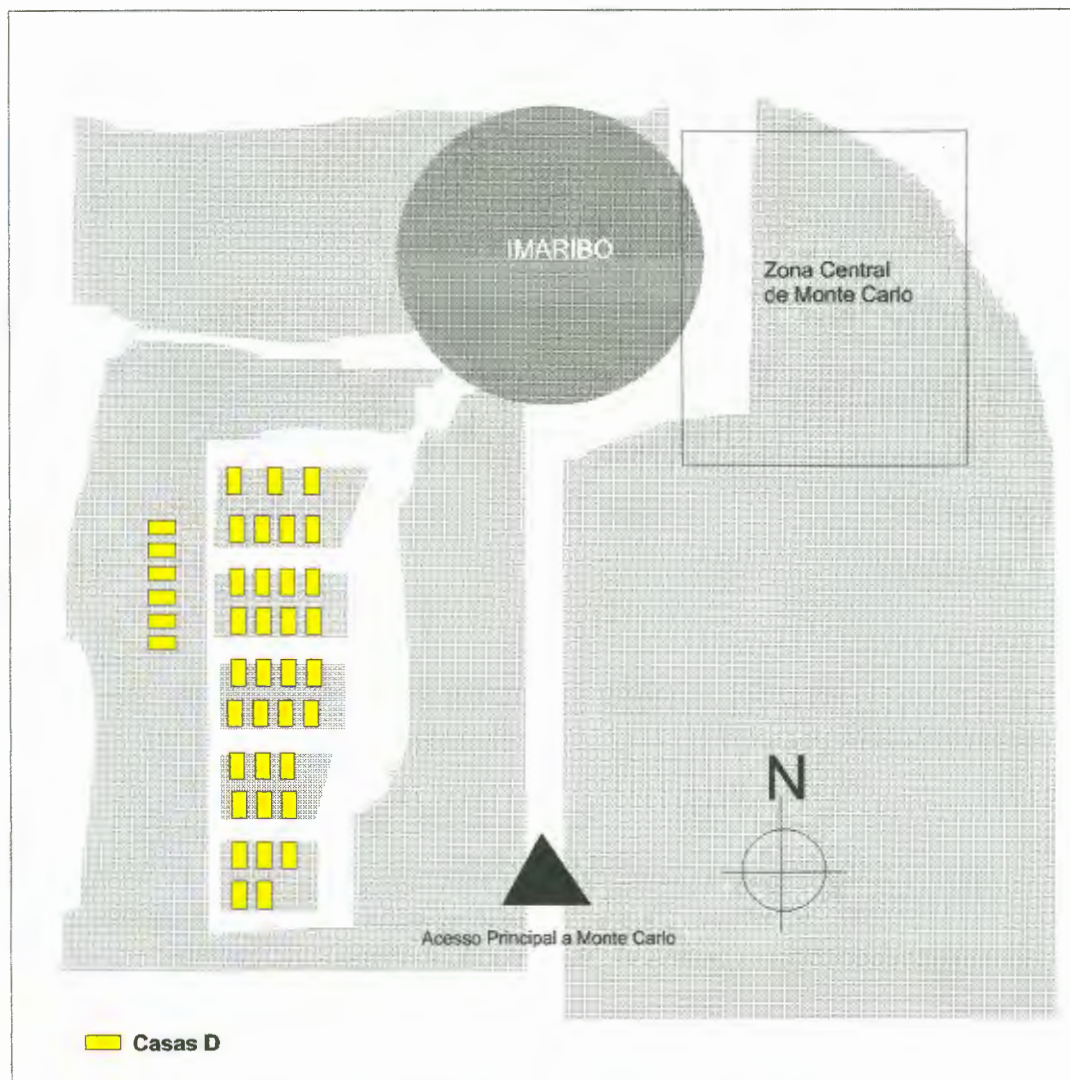 IMARIBO
Zona Central
de Monte Carlo
N
Acesso Principal a Monte Carlo
Casas D